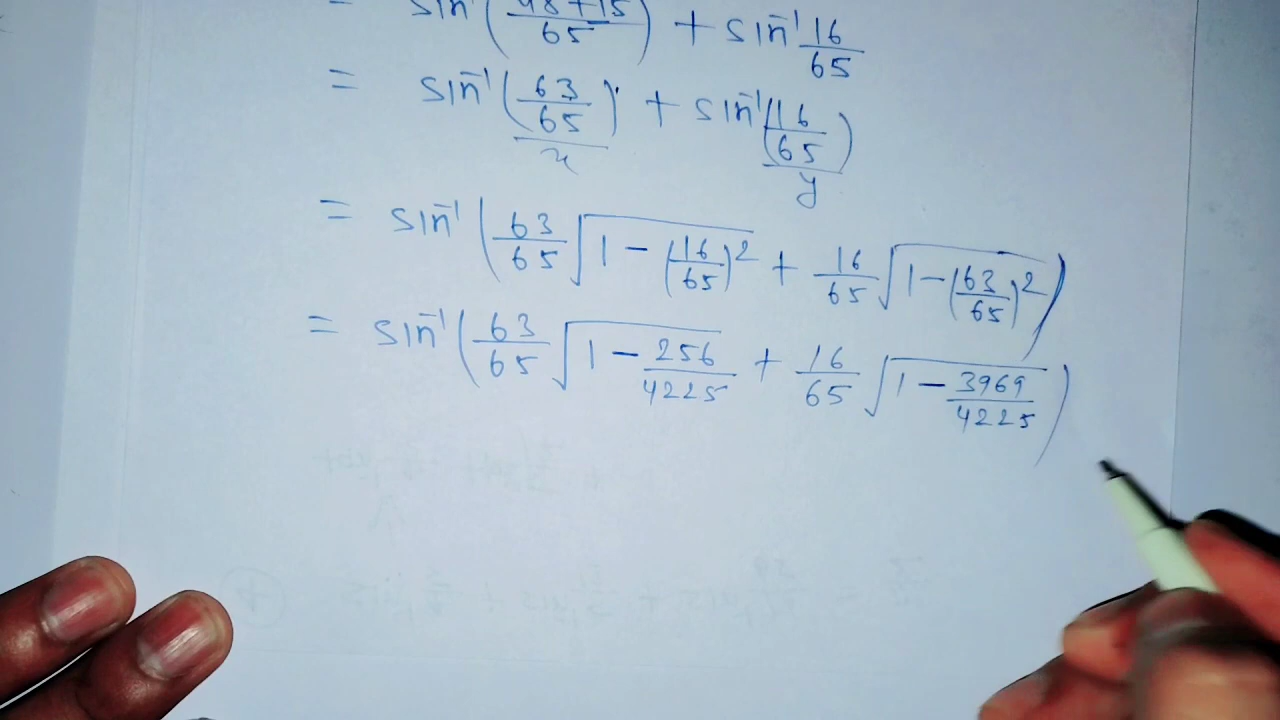 = sin⁻¹(48+15/65) + sin⁻¹ 16/65
= sin⁻¹(63/65) + sin⁻¹(16/65)
x y
= sin⁻¹(63/65 √(1 - (16/65)²) + 16/65 √(1 - (63/65)²))
= sin⁻¹(63/65 √(1 - 256/4225) + 16/65 √(1 - 3969/4225))